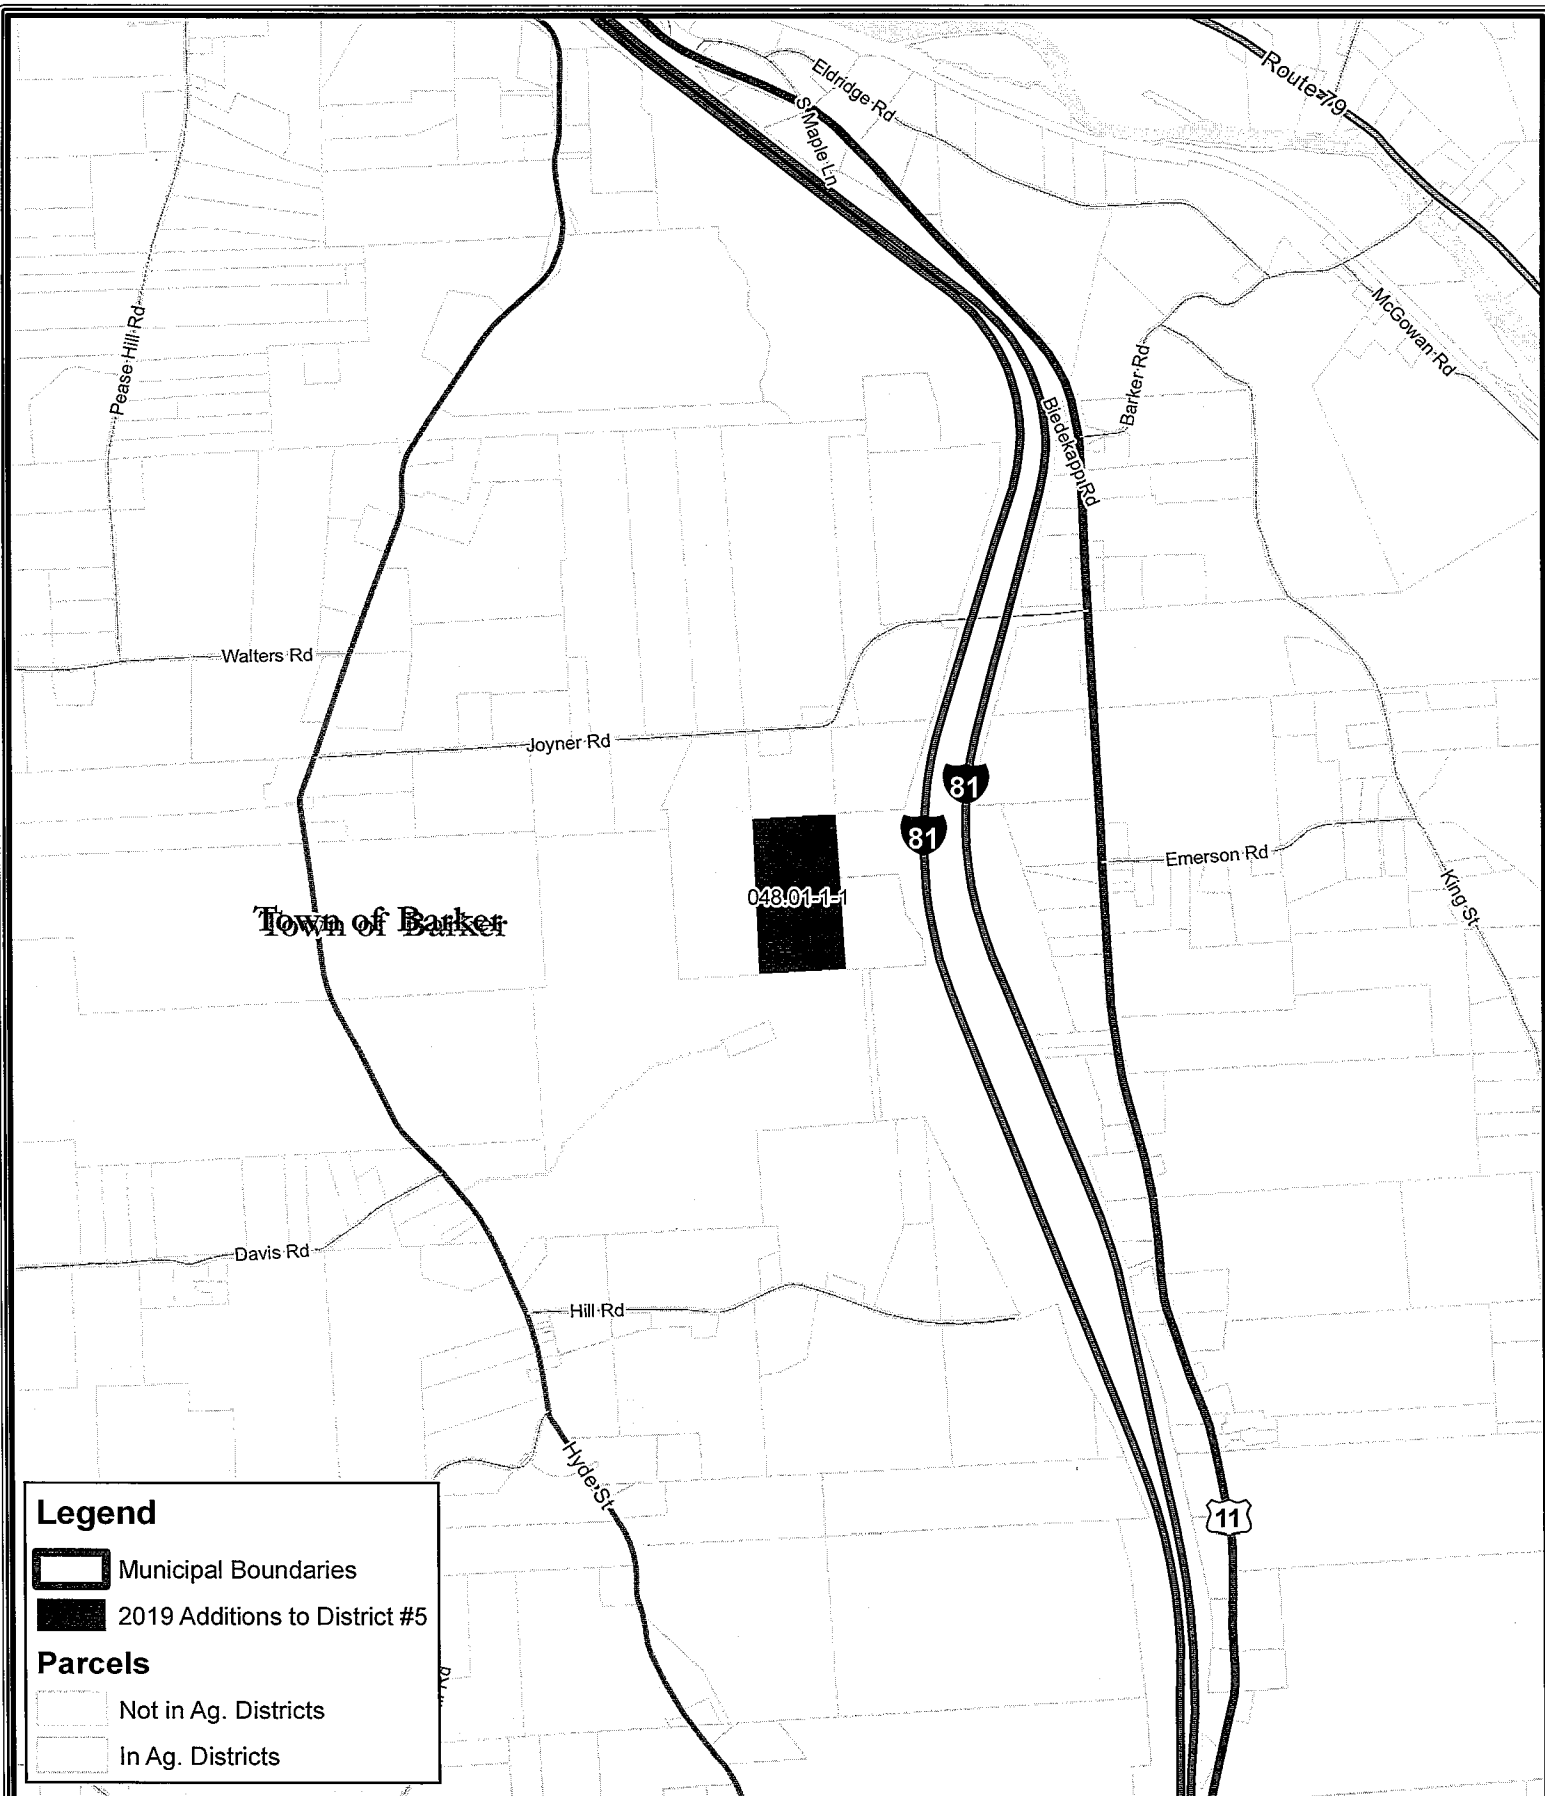 Route 79
Eldridge Rd
S Maple Ln
Pease Hill Rd
McGowan Rd
Barker Rd
Biedekapp Rd
Walters Rd
Joyner Rd
81
81
Emerson Rd
King St
048.01-1-1
Town of Barker
Davis Rd
Hill Rd
Hyde St
11
Legend
Municipal Boundaries
2019 Additions to District #5
Parcels
Not in Ag. Districts
In Ag. Districts